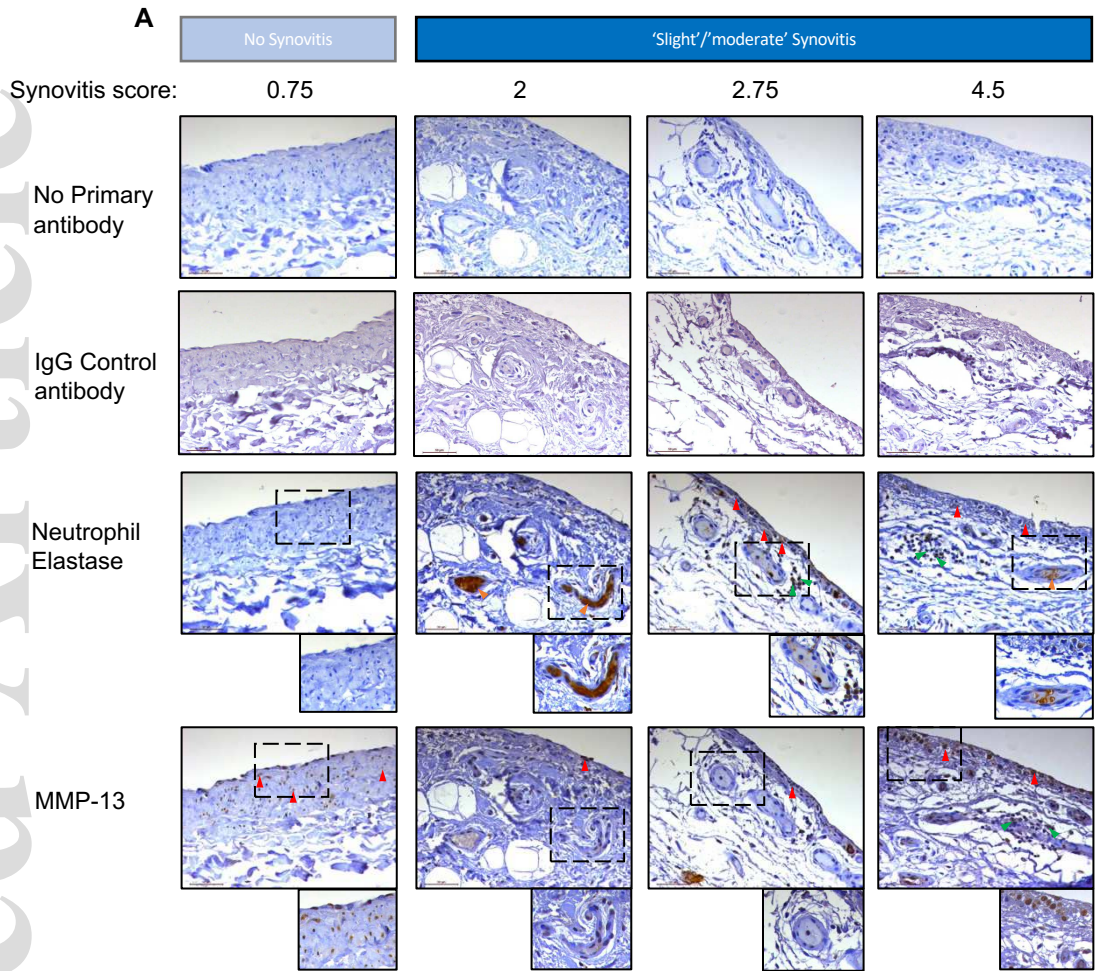 A
No Synovitis
‘Slight’/’moderate’ Synovitis
Synovitis score:
0.75
2
2.75
4.5
No Primary
antibody
IgG Control
antibody
Neutrophil
Elastase
MMP-13